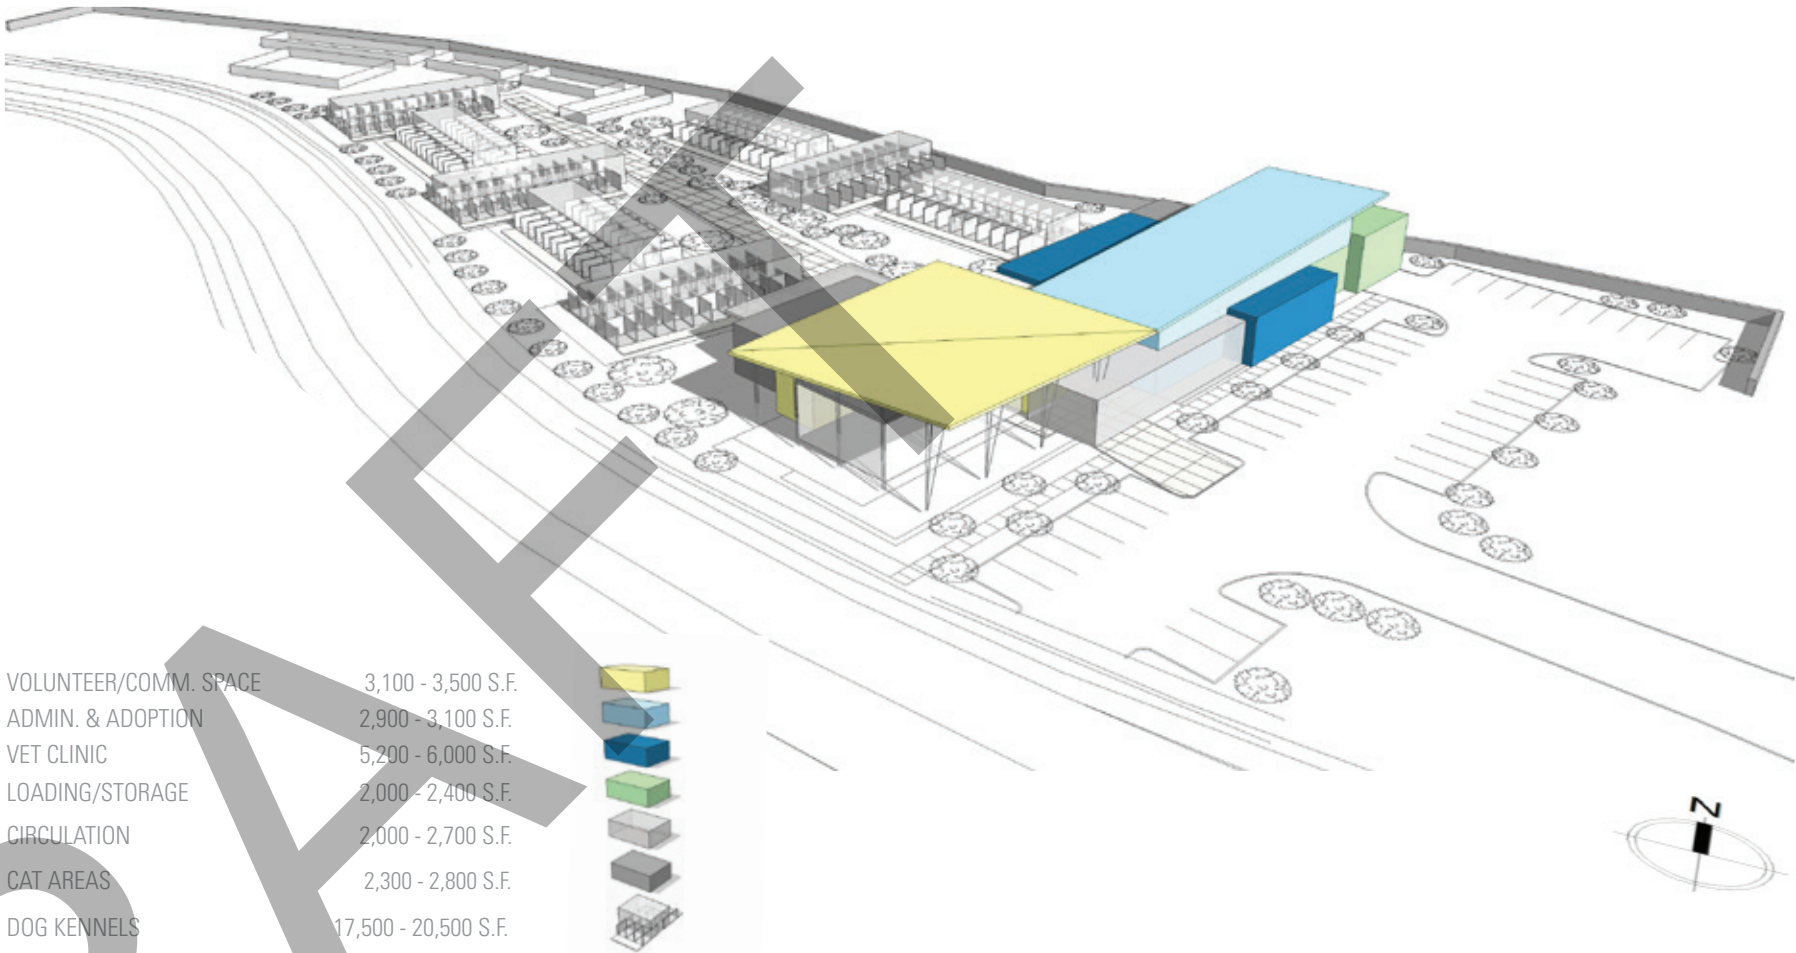 VOLUNTEER/COMM. SPACE 3,100 - 3,500 S.F.
ADMIN. & ADOPTION 2,900 - 3,100 S.F.
VET CLINIC 5,200 - 6,000 S.F.
LOADING/STORAGE 2,000 - 2,400 S.F.
CIRCULATION 2,000 - 2,700 S.F.
CAT AREAS 2,300 - 2,800 S.F.
DOG KENNELS 17,500 - 20,500 S.F.
N
DRAFT